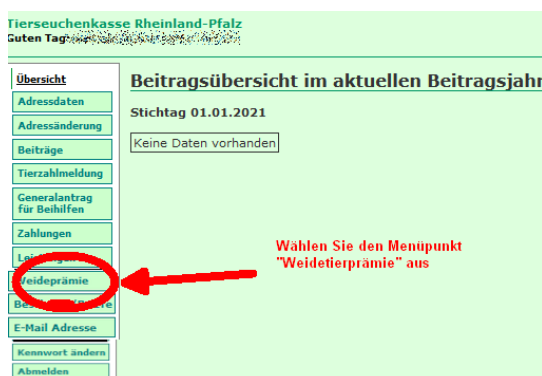 Tierseuchenkasse Rheinland-Pfalz
Guten Tag
Übersicht
Adressdaten
Adressänderung
Beiträge
Tierzahlmeldung
Generalantrag
für Beihilfen
Zahlungen
Weideprämie
E-Mail Adresse
Kennwort ändern
Abmelden
Beitragsübersicht im aktuellen Beitragsjahr
Stichtag 01.01.2021
Keine Daten vorhanden
Wählen Sie den Menüpunkt
"Weidetierprämie" aus